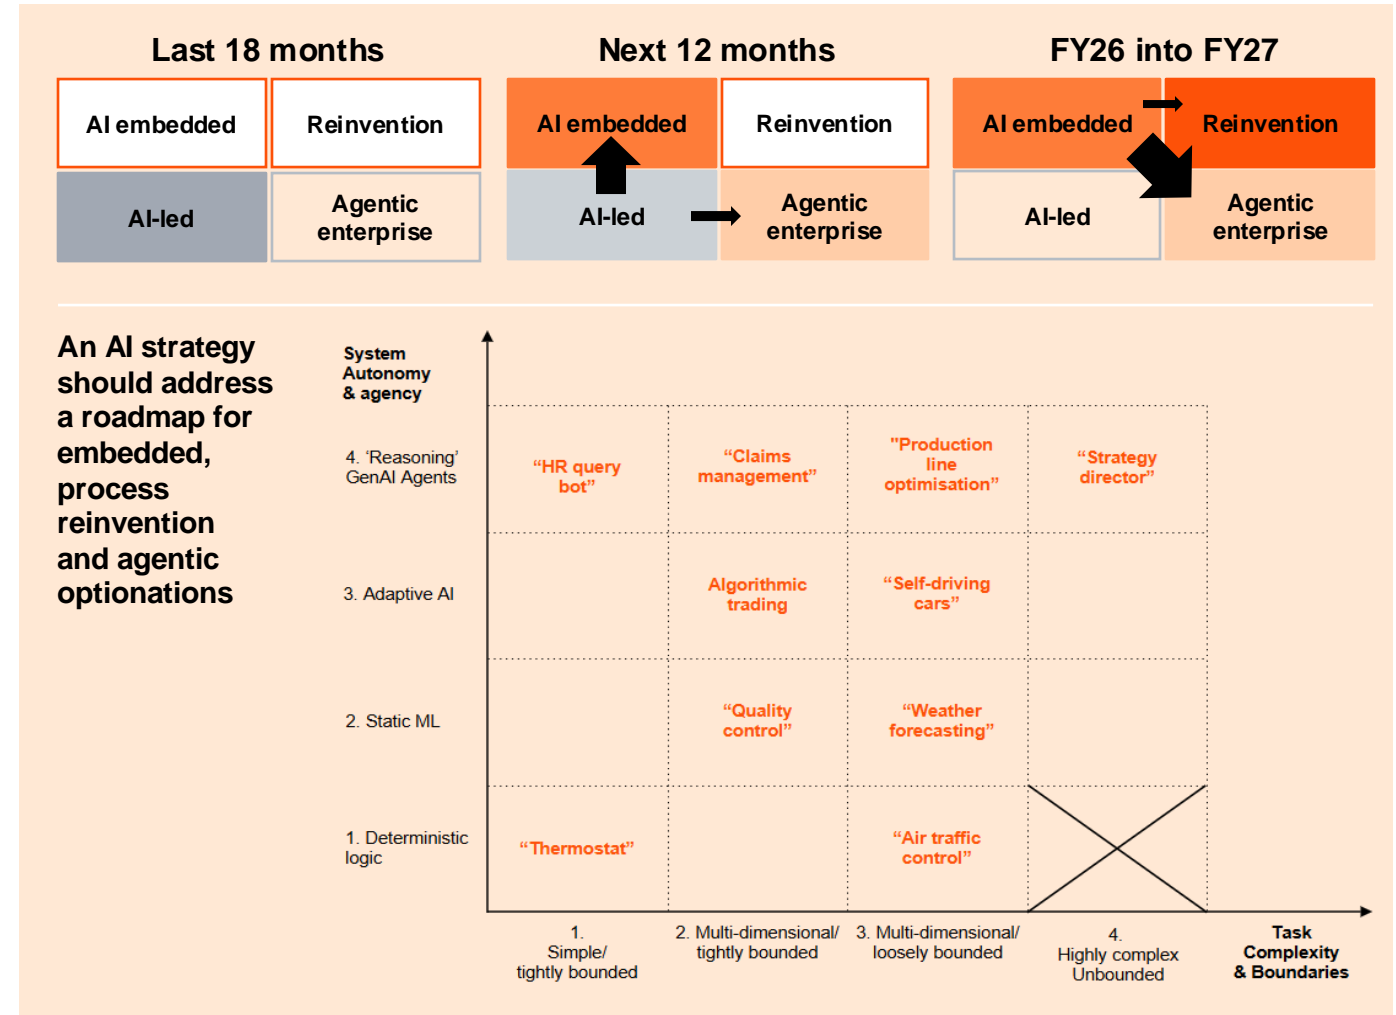 Last 18 months
AI embedded
Reinvention
AI-led
Agentic
enterprise
Next 12 months
AI embedded
Reinvention
AI-led
Agentic
enterprise
FY26 into FY27
AI embedded
Reinvention
AI-led
Agentic
enterprise
An AI strategy
should address
a roadmap for
embedded,
process
reinvention
and agentic
optionations
System
Autonomy
& agency
4. ‘Reasoning’
GenAI Agents
“HR query
bot”
“Claims
management”
"Production
line
optimisation”
“Strategy
director”
3. Adaptive AI
Algorithmic
trading
“Self-driving
cars”
2. Static ML
“Quality
control”
“Weather
forecasting”
1. Deterministic
logic
“Thermostat”
“Air traffic
control”
1.
Simple/
tightly bounded
2. Multi-dimensional/
tightly bounded
3. Multi-dimensional/
loosely bounded
4.
Highly complex
Unbounded
Task
Complexity
& Boundaries